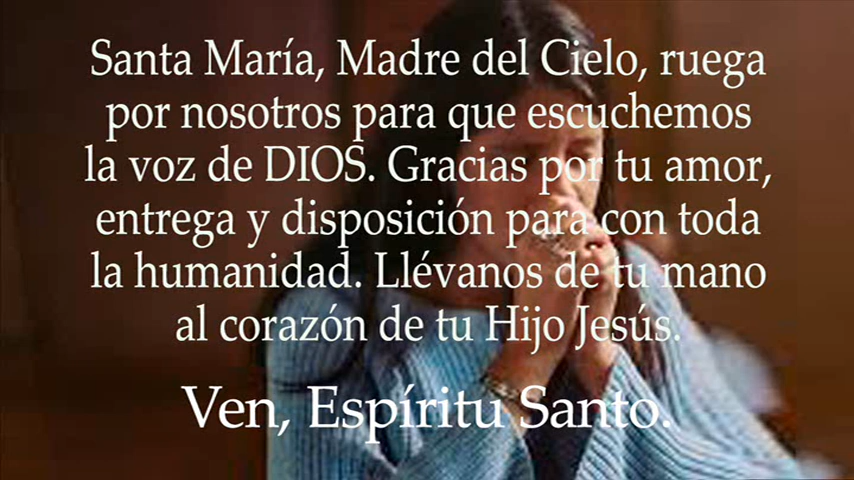 Santa María, Madre del Cielo, ruega
por nosotros para que escuchemos
la voz de DIOS. Gracias por tu amor,
entrega y disposición para con toda
la humanidad. Llévanos de tu mano
al corazón de tu Hijo Jesús.
Ven, Espíritu Santo.